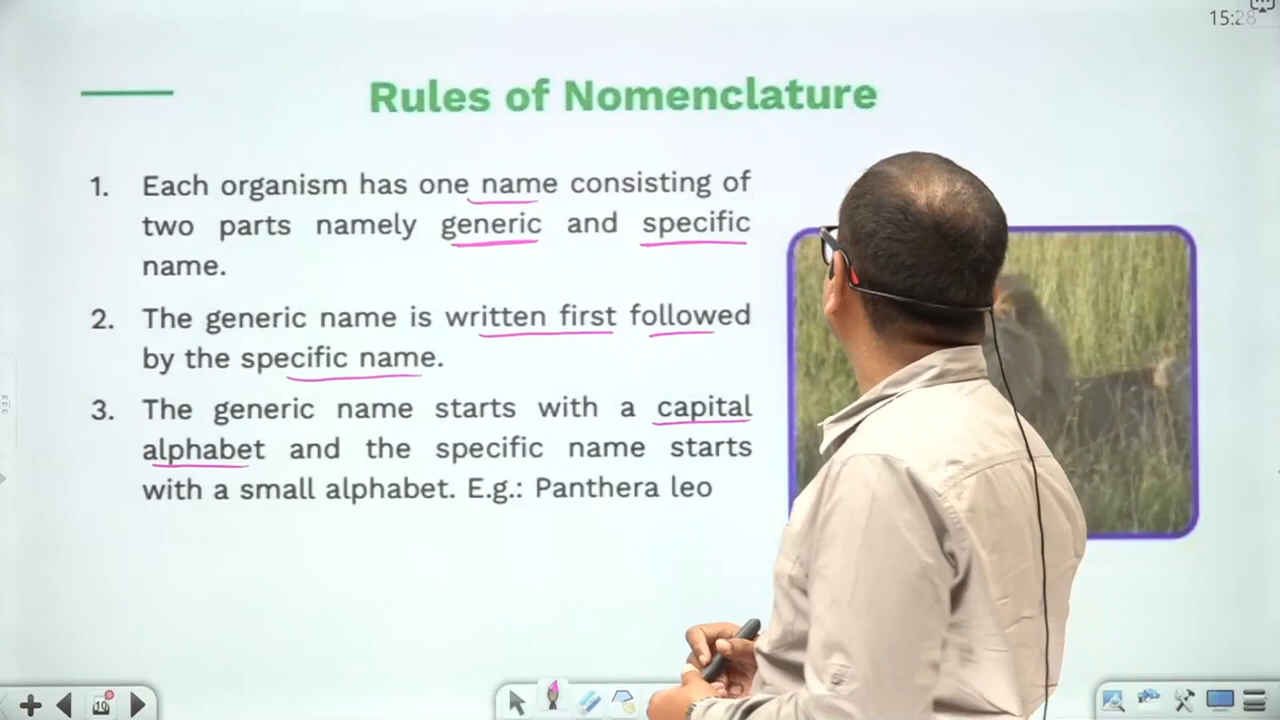 15:28
Rules of Nomenclature
1. Each organism has one name consisting of
two parts namely generic and specific
name.
2. The generic name is written first followed
by the specific name.
3. The generic name starts with a capital
alphabet and the specific name starts
with a small alphabet. E.g.: Panthera leo
10